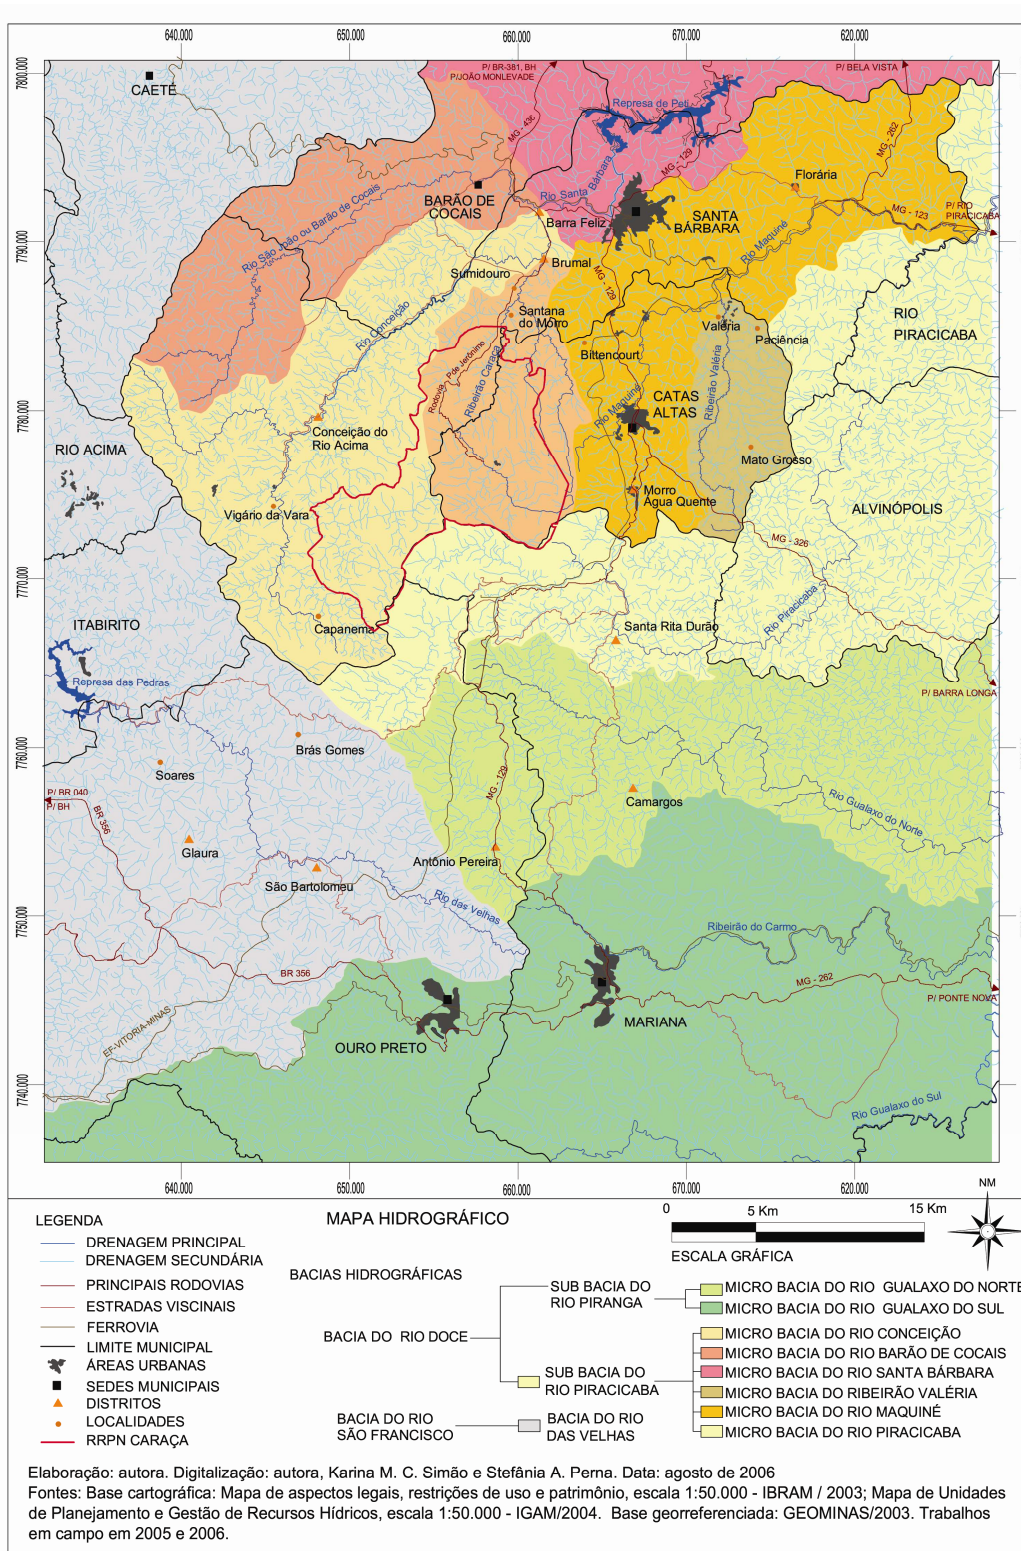 640.000
650.000
660.000
670.000
620.000
7800.000
7790.000
7780.000
7770.000
7760.000
7750.000
7740.000
CAETÉ
P/ BR-381, BH
P/JOÃO MONLEVADE
P/ BELA VISTA
Represa de Peti
MG - 262
MG - 129
Florária
BARÃO DE
COCAIS
Rio Santa Bárbara
Barra Feliz
SANTA
BÁRBARA
MG - 123
P/ RIO
PIRACICABA
Rio São João ou Barão de Cocais
Brumal
Sumidouro
MG - 129
Rio Maquiné
Rio Conceição
Santana
do Morro
Valéria
Paciência
RIO
PIRACICABA
Bittencourt
Rodovia Pde Jerônimo
Ribeirão Caraça
Ribeirão Valéria
Rio Maquiné
CATAS
ALTAS
Conceição do
Rio Acima
RIO ACIMA
Mato Grosso
Morro
Água Quente
Vigário da Vara
ALVINÓPOLIS
MG - 326
ITABIRITO
Capanema
Santa Rita Durão
Rio Piracicaba
Represa das Pedras
P/ BARRA LONGA
Brás Gomes
Soares
MG - 129
P/ BR 040
P/ BH
BR 356
Camargos
Rio Gualaxo do Norte
Glaura
Antônio Pereira
São Bartolomeu
Rio das Velhas
Ribeirão do Carmo
BR 356
MG - 262
P/ PONTE NOVA
EF-VITORIA-MINAS
MARIANA
OURO PRETO
Rio Gualaxo do Sul
640.000
650.000
660.000
670.000
620.000
NM
LEGENDA
DRENAGEM PRINCIPAL
DRENAGEM SECUNDÁRIA
PRINCIPAIS RODOVIAS
ESTRADAS VISCINAIS
FERROVIA
LIMITE MUNICIPAL
ÁREAS URBANAS
SEDES MUNICIPAIS
DISTRITOS
LOCALIDADES
RRPN CARAÇA
MAPA HIDROGRÁFICO
0
5 Km
15 Km
ESCALA GRÁFICA
BACIAS HIDROGRÁFICAS
BACIA DO RIO DOCE
SUB BACIA DO
RIO PIRANGA
MICRO BACIA DO RIO GUALAXO DO NORTE
MICRO BACIA DO RIO GUALAXO DO SUL
SUB BACIA DO
RIO PIRACICABA
MICRO BACIA DO RIO CONCEIÇÃO
MICRO BACIA DO RIO BARÃO DE COCAIS
MICRO BACIA DO RIO SANTA BÁRBARA
MICRO BACIA DO RIBEIRÃO VALÉRIA
MICRO BACIA DO RIO MAQUINÉ
MICRO BACIA DO RIO PIRACICABA
BACIA DO RIO
SÃO FRANCISCO
BACIA DO RIO
DAS VELHAS
Elaboração: autora. Digitalização: autora, Karina M. C. Simão e Stefânia A. Perna. Data: agosto de 2006
Fontes: Base cartográfica: Mapa de aspectos legais, restrições de uso e patrimônio, escala 1:50.000 - IBRAM / 2003; Mapa de Unidades
de Planejamento e Gestão de Recursos Hídricos, escala 1:50.000 - IGAM/2004. Base georreferenciada: GEOMINAS/2003. Trabalhos
em campo em 2005 e 2006.